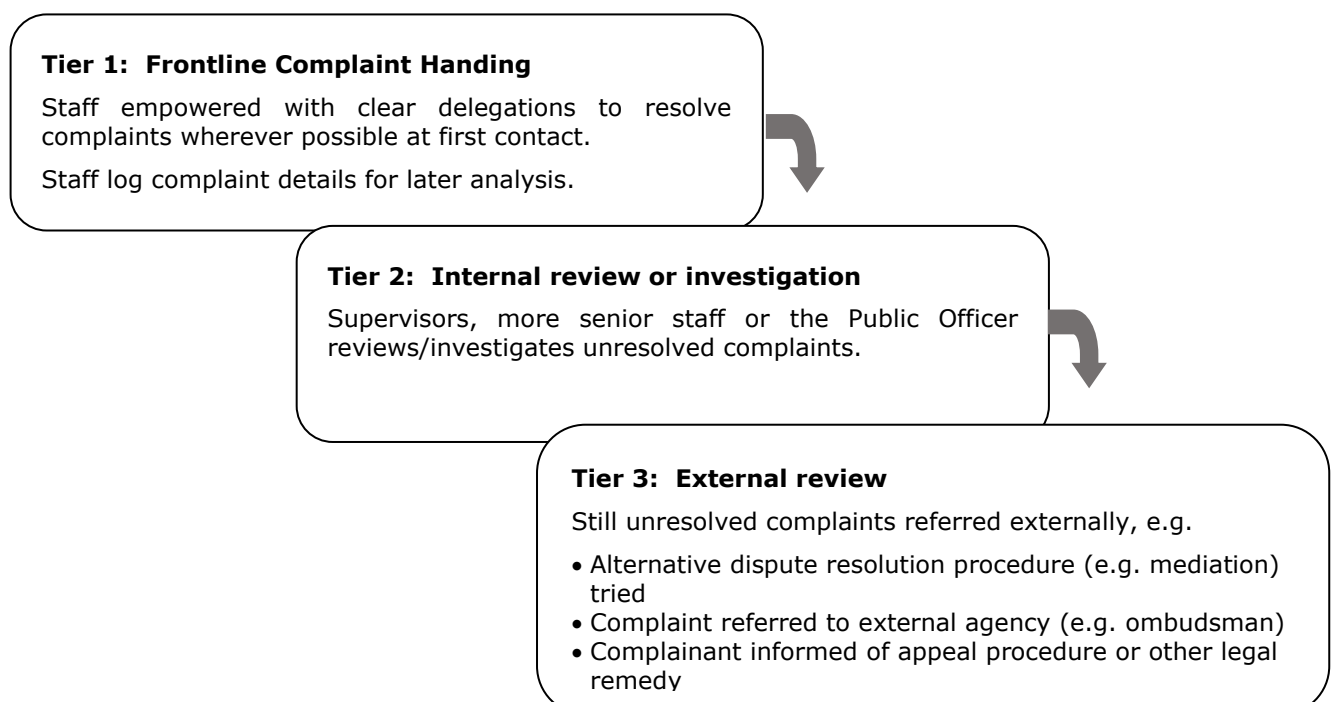 Tier 1: Frontline Complaint Handing
Staff empowered with clear delegations to resolve
complaints wherever possible at first contact.
Staff log complaint details for later analysis.
Tier 2: Internal review or investigation
Supervisors, more senior staff or the Public Officer
reviews/investigates unresolved complaints.
Tier 3: External review
Still unresolved complaints referred externally, e.g.
• Alternative dispute resolution procedure (e.g. mediation)
tried
• Complaint referred to external agency (e.g. ombudsman)
• Complainant informed of appeal procedure or other legal
remedy